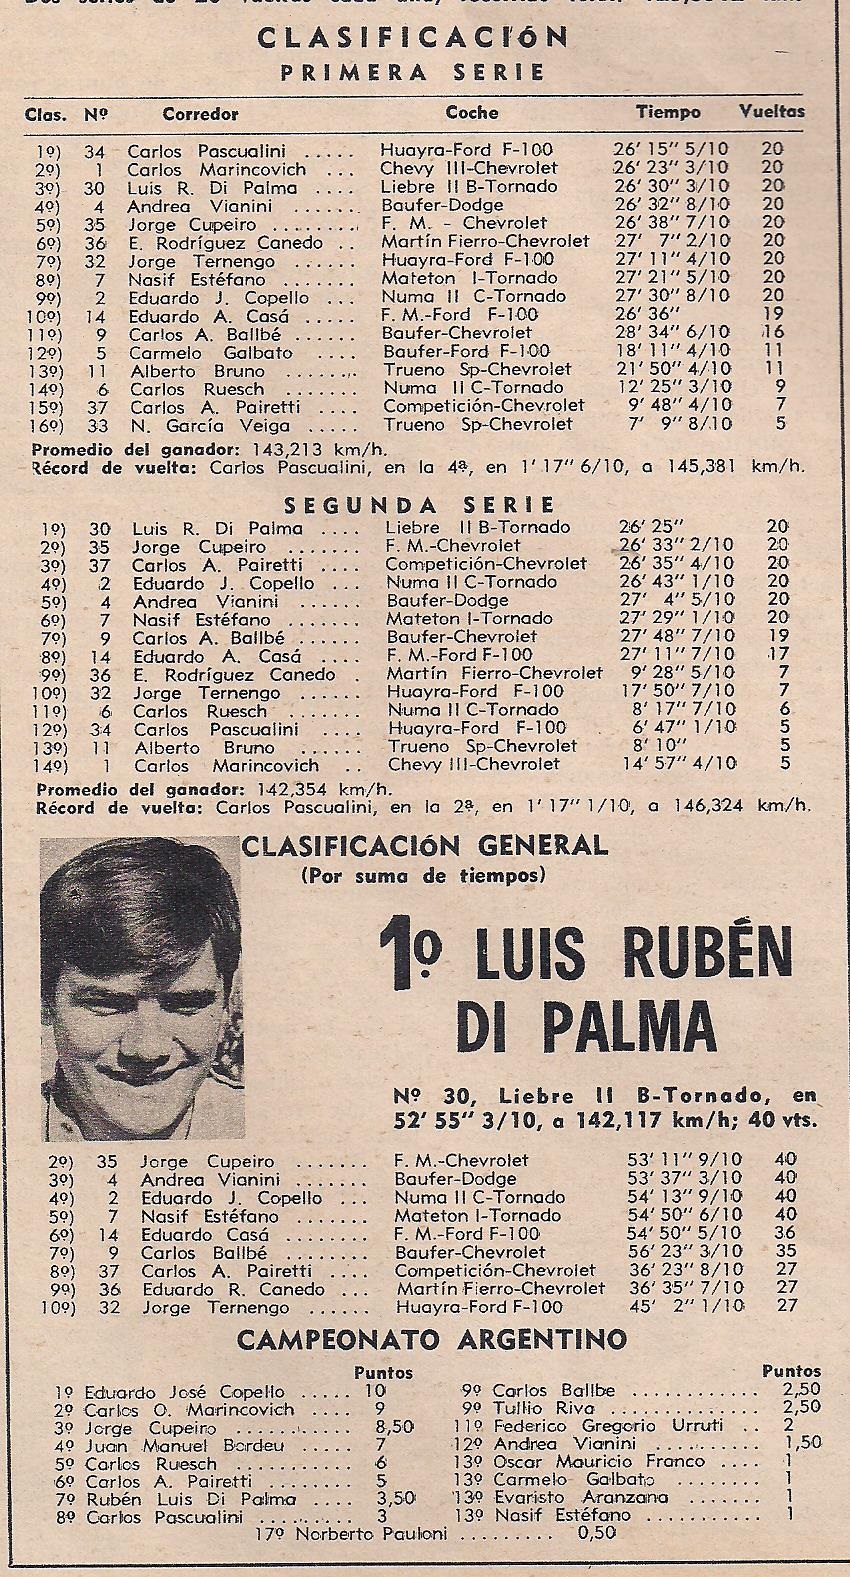 CLASIFICACIÓN
PRIMERA SERIE
Clas. Nº Corredor Coche Tiempo Vueltas
1º) 34 Carlos Pascualini ..... Huayra-Ford F-100 26' 15" 5/10 20
2º) 1 Carlos Marincovich ... Chevy III-Chevrolet 26' 23" 3/10 20
3º) 30 Luis R. Di Palma .... Liebre II B-Tornado 26' 30" 3/10 20
4º) 4 Andrea Vianini ....... Baufer-Dodge 26' 32" 8/10 20
5º) 35 Jorge Cupeiro ......... F. M. - Chevrolet 26' 38" 7/10 20
6º) 36 E. Rodríguez Canedo .. Martín Fierro-Chevrolet 27' 7" 2/10 20
7º) 32 Jorge Ternengo ...... Huayra-Ford F-100 27' 11" 4/10 20
8º) 7 Nasif Estéfano ....... Mateton I-Tornado 27' 21" 5/10 20
9º) 2 Eduardo J. Copello ... Numa II C-Tornado 27' 30" 8/10 20
10º) 14 Eduardo A. Casá ..... F. M.-Ford F-100 26' 36" 19
11º) 9 Carlos A. Ballbé ..... Baufer-Chevrolet 28' 34" 6/10 16
12º) 5 Carmelo Galbato .... Baufer-Ford F-100 18' 11" 4/10 11
13º) 11 Alberto Bruno ....... Trueno Sp-Chevrolet 21' 50" 4/10 11
14º) 6 Carlos Ruesch ....... Numa II C-Tornado 12' 25" 3/10 9
15º) 37 Carlos A. Pairetti .... Competición-Chevrolet 9' 48" 4/10 7
16º) 33 N. García Veiga ..... Trueno Sp-Chevrolet 7' 9" 8/10 5
Promedio del ganador: 143,213 km/h.
Récord de vuelta: Carlos Pascualini, en la 4ª, en 1' 17" 6/10, a 145,381 km/h.
SEGUNDA SERIE
1º) 30 Luis R. Di Palma .... Liebre II B-Tornado 26' 25" 20
2º) 35 Jorge Cupeiro ....... F. M.-Chevrolet 26' 33" 2/10 20
3º) 37 Carlos A. Pairetti .... Competición-Chevrolet 26' 35" 4/10 20
4º) 2 Eduardo J. Copello ... Numa II C-Tornado 26' 43" 1/10 20
5º) 4 Andrea Vianini ...... Baufer-Dodge 27' 4" 5/10 20
6º) 7 Nasif Estéfano ....... Mateton I-Tornado 27' 29" 1/10 20
7º) 9 Carlos A. Ballbé ..... Baufer-Chevrolet 27' 48" 7/10 19
8º) 14 Eduardo A. Casá .... F. M.-Ford F-100 27' 11" 7/10 17
9º) 36 E. Rodríguez Canedo . Martín Fierro-Chevrolet 9' 28" 5/10 7
10º) 32 Jorge Ternengo ...... Huayra-Ford F-100 17' 50" 7/10 7
11º) 6 Carlos Ruesch ....... Numa II C-Tornado 8' 17" 7/10 6
12º) 34 Carlos Pascualini .... Huayra-Ford F-100 6' 47" 1/10 5
13º) 11 Alberto Bruno ....... Trueno Sp-Chevrolet 8' 10" 5
14º) 1 Carlos Marincovich .. Chevy III-Chevrolet 14' 57" 4/10 5
Promedio del ganador: 142,354 km/h.
Récord de vuelta: Carlos Pascualini, en la 2ª, en 1' 17" 1/10, a 146,324 km/h.
CLASIFICACIÓN GENERAL
(Por suma de tiempos)
1º LUIS RUBÉN
DI PALMA
Nº 30, Liebre II B-Tornado, en
52' 55" 3/10, a 142,117 km/h; 40 vts.
2º) 35 Jorge Cupeiro ....... F. M.-Chevrolet 53' 11" 9/10 40
3º) 4 Andrea Vianini ...... Baufer-Dodge 53' 37" 3/10 40
4º) 2 Eduardo J. Copello ... Numa II C-Tornado 54' 13" 9/10 40
5º) 7 Nasif Estéfano ....... Mateton I-Tornado 54' 50" 6/10 40
6º) 14 Eduardo Casá ....... F. M.-Ford F-100 54' 50" 5/10 36
7º) 9 Carlos Ballbé ........ Baufer-Chevrolet 56' 23" 3/10 35
8º) 37 Carlos A. Pairetti .... Competición-Chevrolet 36' 23" 8/10 27
9º) 36 Eduardo R. Canedo ... Martín Fierro-Chevrolet 36' 35" 7/10 27
10º) 32 Jorge Ternengo ...... Huayra-Ford F-100 45' 2" 1/10 27
CAMPEONATO ARGENTINO
Puntos Puntos
1º Eduardo José Copello ..... 10 9º Carlos Ballbe ............ 2,50
2º Carlos O. Marincovich .... 9 9º Tullio Riva .............. 2,50
3º Jorge Cupeiro ............ 8,50 11º Federico Gregorio Urruti .. 2
4º Juan Manuel Bordeu ..... 7 12º Andrea Vianini .......... 1,50
5º Carlos Ruesch ........... 6 13º Oscar Mauricio Franco .... 1
6º Carlos A. Pairetti ....... 5 13º Carmelo Galbato ......... 1
7º Rubén Luis Di Palma .... 3,50 13º Evaristo Aranzana ....... 1
8º Carlos Pascualini ......... 3 13º Nasif Estéfano ........... 1
17º Norberto Pauloni ......... 0,50